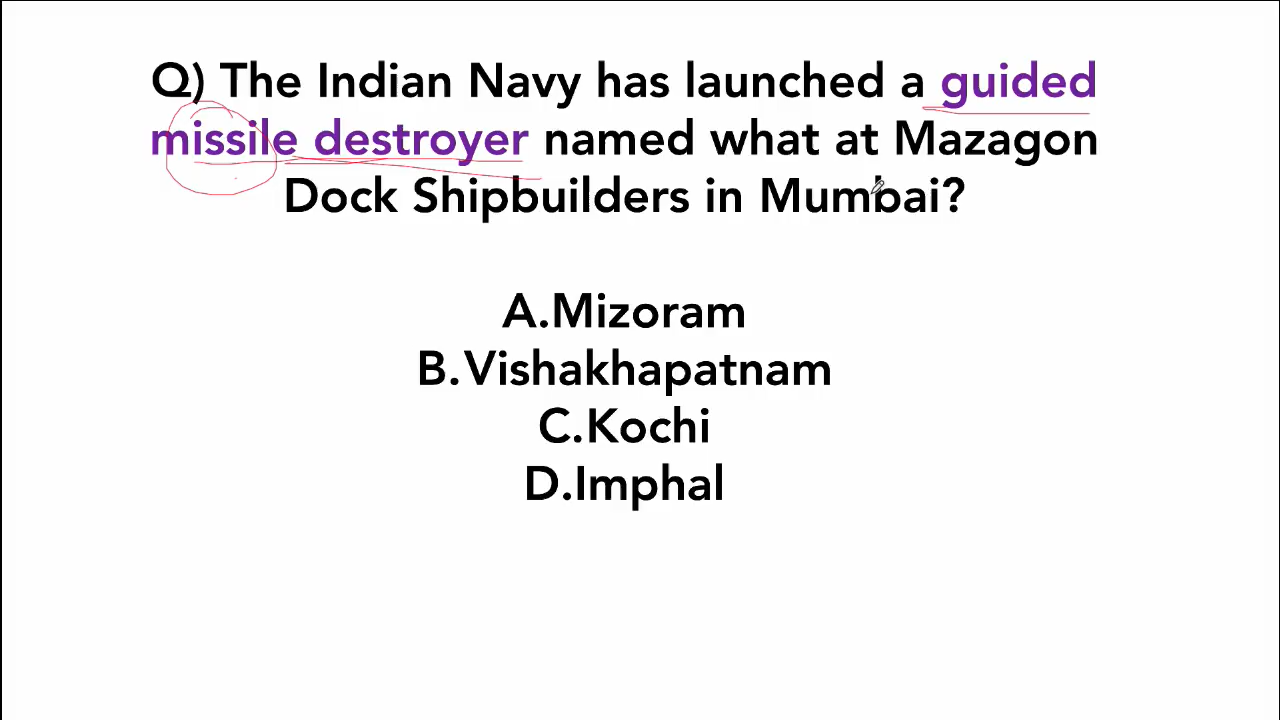 Q) The Indian Navy has launched a guided
missile destroyer named what at Mazagon
Dock Shipbuilders in Mumbai?
A.Mizoram
B.Vishakhapatnam
C.Kochi
D.Imphal